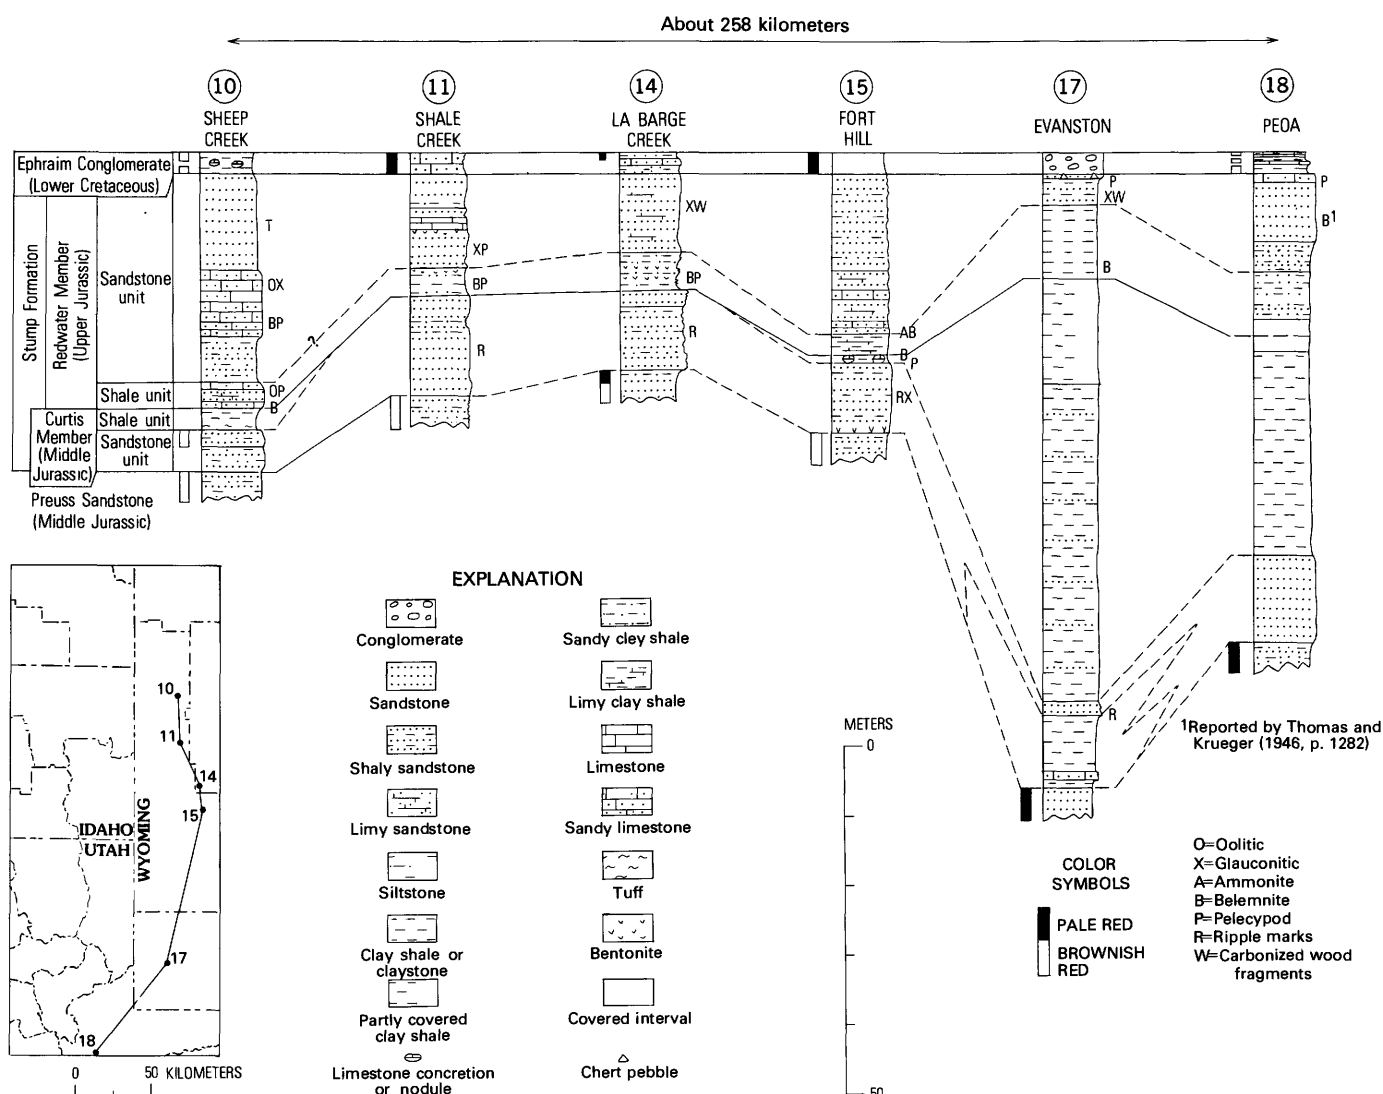 About 258 kilometers
10
SHEEP
CREEK
11
SHALE
CREEK
14
LA BARGE
CREEK
15
FORT
HILL
17
EVANSTON
18
PEOA
Ephraim Conglomerate
(Lower Cretaceous)
Stump Formation
Redwater Member
(Upper Jurassic)
Sandstone
unit
Shale unit
Curtis
Member
(Middle
Jurassic)
Shale unit
Sandstone
unit
Preuss Sandstone
(Middle Jurassic)
T
OX
BP
OP
B
?
XP
BP
R
XW
BP
R
AB
B
P
RX
P
XW
B
R
P
B1
1Reported by Thomas and
Krueger (1946, p. 1282)
10
11
14
15
17
18
IDAHO
UTAH
WYOMING
0 50 KILOMETERS
EXPLANATION
Conglomerate
Sandstone
Shaly sandstone
Limy sandstone
Siltstone
Clay shale or
claystone
Partly covered
clay shale
Limestone concretion
or nodule
Sandy cley shale
Limy clay shale
Limestone
Sandy limestone
Tuff
Bentonite
Covered interval
Chert pebble
METERS
0
50
COLOR
SYMBOLS
PALE RED
BROWNISH
RED
O=Oolitic
X=Glauconitic
A=Ammonite
B=Belemnite
P=Pelecypod
R=Ripple marks
W=Carbonized wood
fragments